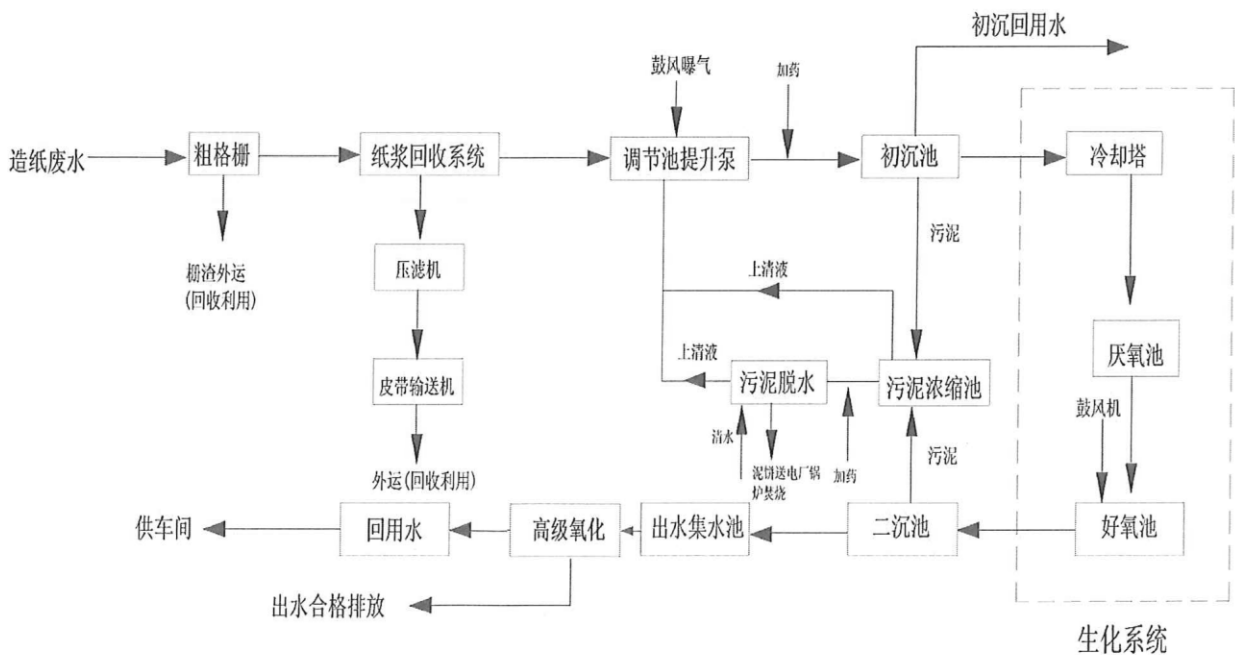 初沉回用水
鼓风曝气
加药
造纸废水
粗格栅
纸浆回收系统
调节池提升泵
初沉池
冷却塔
污泥
栅渣外运
(回收利用)
压滤机
上清液
厌氧池
上清液
皮带输送机
污泥脱水
污泥浓缩池
鼓风机
清水
泥饼送电厂锅
炉焚烧
加药
污泥
外运(回收利用)
供车间
回用水
高级氧化
出水集水池
二沉池
好氧池
出水合格排放
生化系统